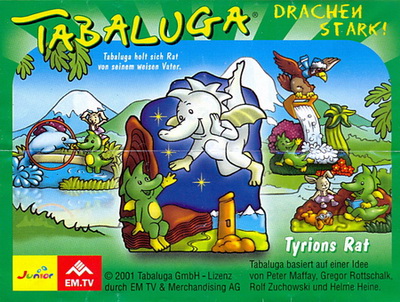 TABALUGA®
DRACHEN
STARK!
Tabaluga holt sich Rat
von seinem weisen Vater.
Tyrions Rat
Junior
EM.TV
© 2001 Tabaluga GmbH - Lizenz
durch EM TV & Merchandising AG
Tabaluga basiert auf einer Idee
von Peter Maffay, Gregor Rottschalk,
Rolf Zuchowski und Helme Heine.